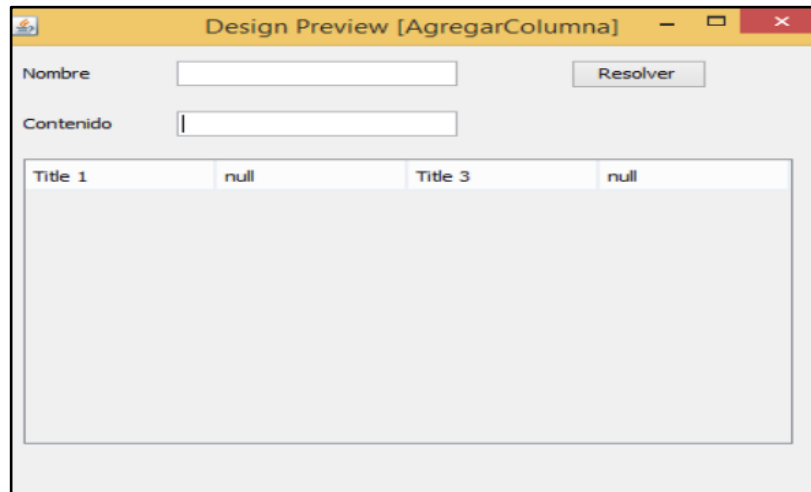 Design Preview [AgregarColumna]
Nombre
Resolver
Contenido
Title 1 null Title 3 null